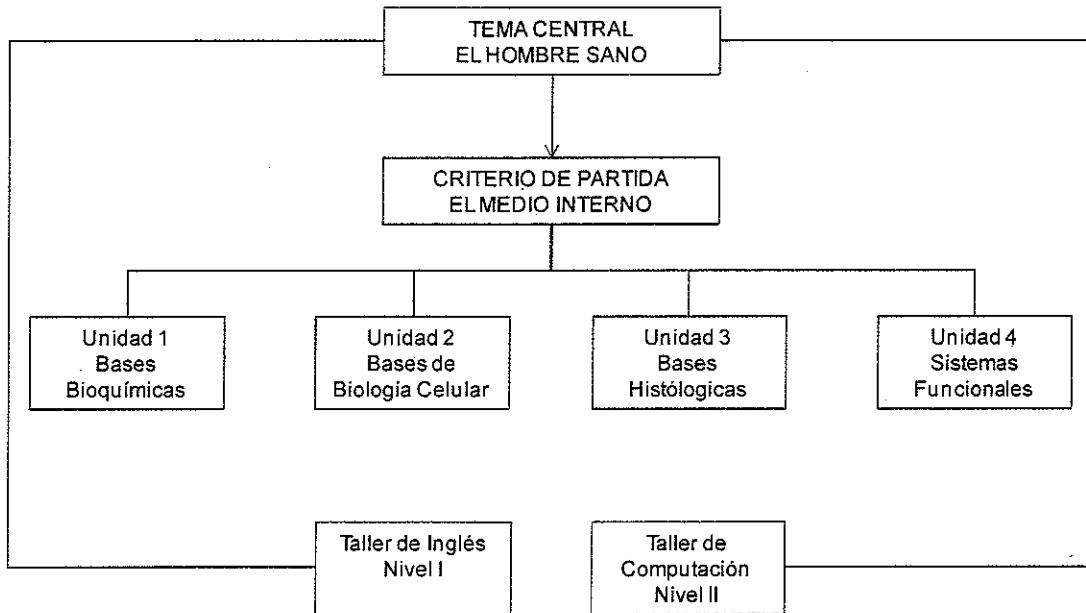 TEMA CENTRAL
EL HOMBRE SANO
CRITERIO DE PARTIDA
EL MEDIO INTERNO
Unidad 1
Bases
Bioquímicas
Unidad 2
Bases de
Biología Celular
Unidad 3
Bases
Histólogicas
Unidad 4
Sistemas
Funcionales
Taller de Inglés
Nivel I
Taller de
Computación
Nivel II